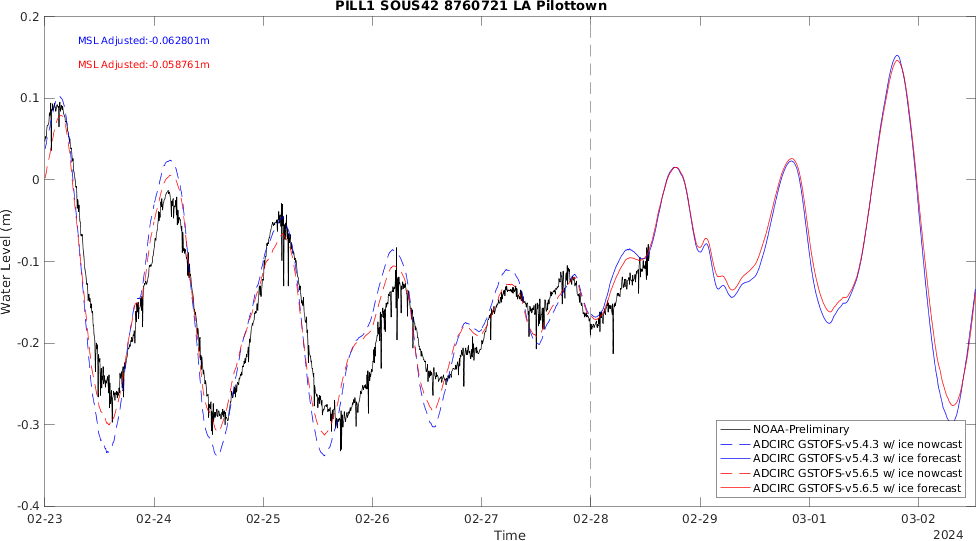 PILL1 SOUS42 8760721 LA Pilottown
MSL Adjusted:-0.062801m
MSL Adjusted:-0.058761m
Water Level (m)
0.2
0.1
0
-0.1
-0.2
-0.3
-0.4
NOAA-Preliminary
ADCIRC GSTOFS-v5.4.3 w/ ice nowcast
ADCIRC GSTOFS-v5.4.3 w/ ice forecast
ADCIRC GSTOFS-v5.6.5 w/ ice nowcast
ADCIRC GSTOFS-v5.6.5 w/ ice forecast
02-23 02-24 02-25 02-26 02-27 02-28 02-29 03-01 03-02
Time
2024